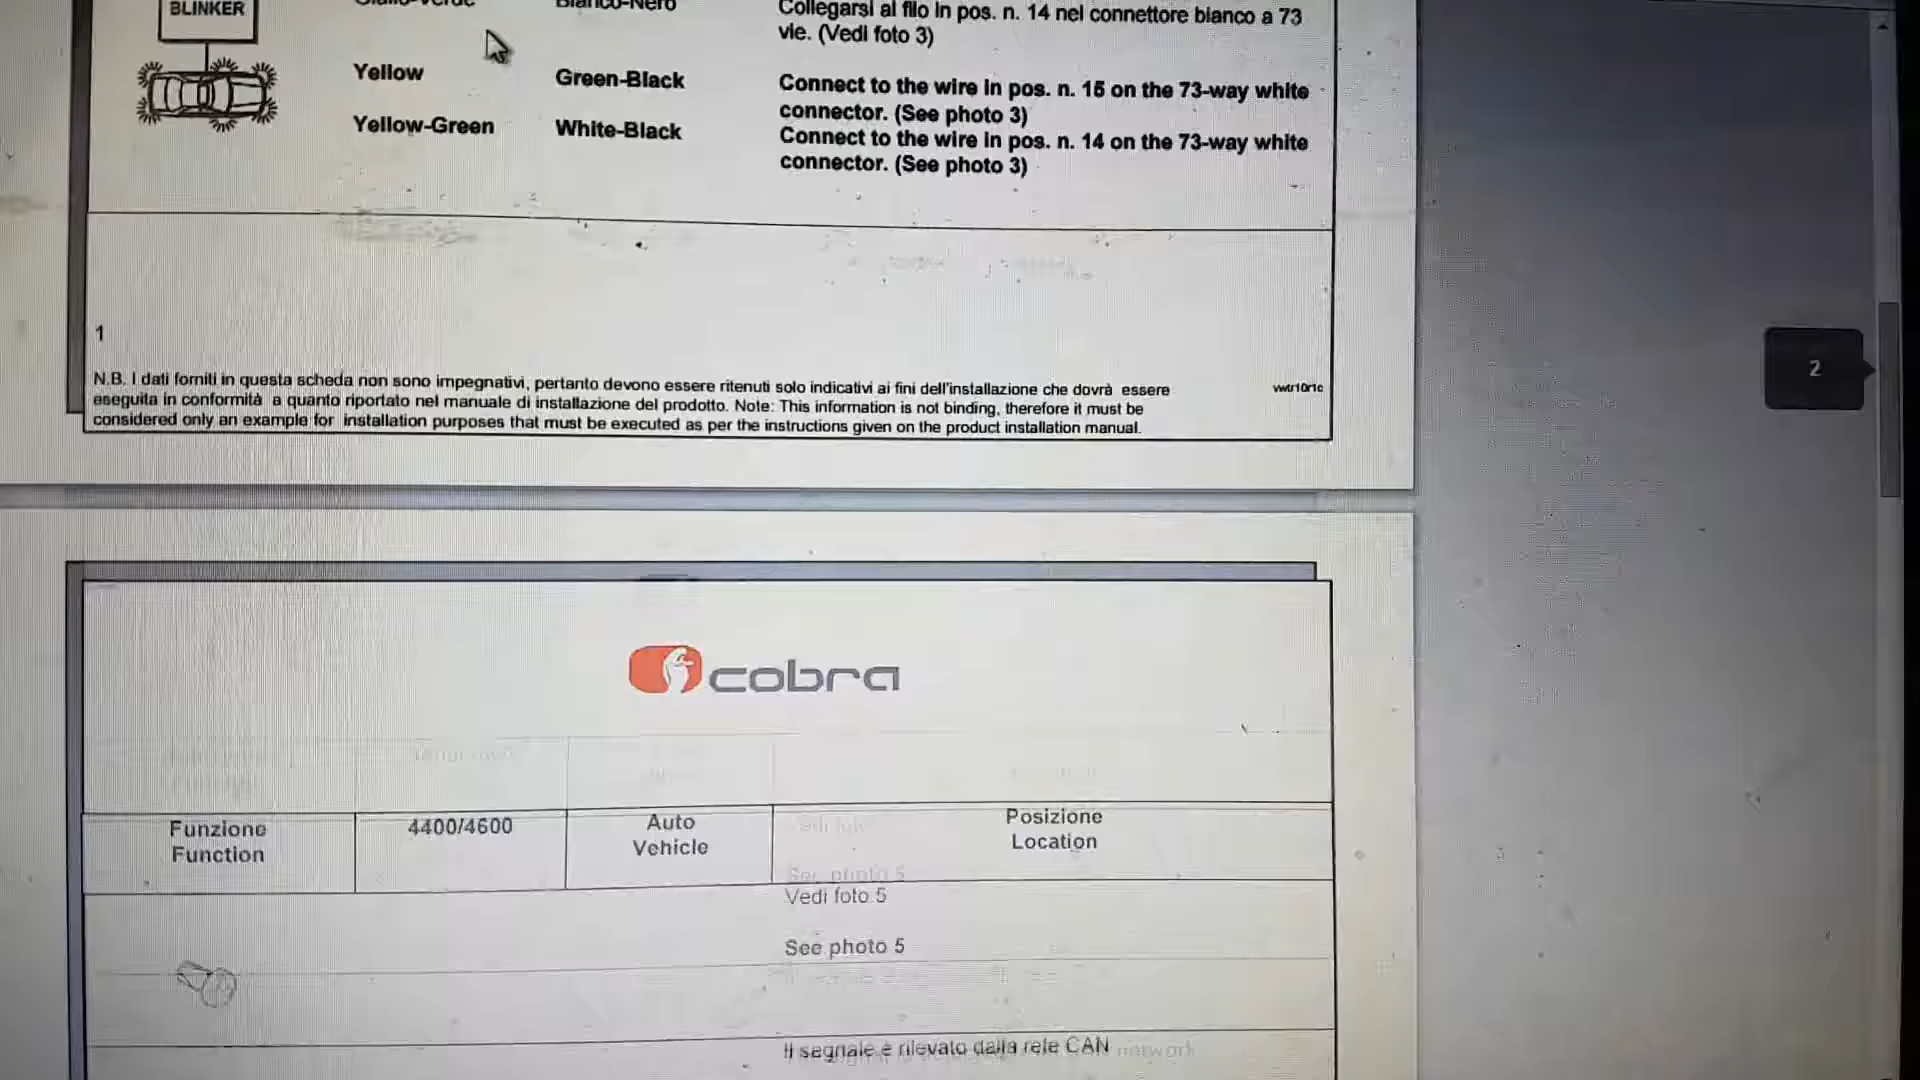 BLINKER
Collegarsi al filo in pos. n. 14 nel connettore bianco a 73
vie. (Vedi foto 3)
Yellow
Green-Black
Connect to the wire in pos. n. 15 on the 73-way white
connector. (See photo 3)
Yellow-Green
White-Black
Connect to the wire in pos. n. 14 on the 73-way white
connector. (See photo 3)
1
N.B. I dati forniti in questa scheda non sono impegnativi, pertanto devono essere ritenuti solo indicativi ai fini dell'installazione che dovrà essere
eseguita in conformità a quanto riportato nel manuale di installazione del prodotto. Note: This information is not binding, therefore it must be
considered only an example for installation purposes that must be executed as per the instructions given on the product installation manual.
2
cobra
Funzione
Function
4400/4600
Auto
Vehicle
Posizione
Location
Vedi foto 5
See photo 5
Il segnale è rilevato dalla rete CAN